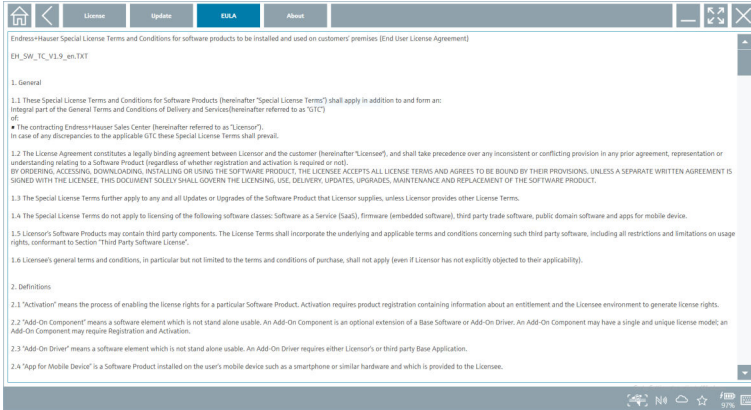 License Update EULA About
Endress+Hauser Special License Terms and Conditions for software products to be installed and used on customers' premises (End User License Agreement)
EH_SW_TC_V1.9_en.TXT
1. General
1.1 These Special License Terms and Conditions for Software Products (hereinafter "Special License Terms") shall apply in addition to and form an:
Integral part of the General Terms and Conditions of Delivery and Services(hereinafter referred to as "GTC")
of:
▪ The contracting Endress+Hauser Sales Center (hereinafter referred to as "Licensor").
In case of any discrepancies to the applicable GTC these Special License Terms shall prevail.
1.2 The License Agreement constitutes a legally binding agreement between Licensor and the customer (hereinafter "Licensee"), and shall take precedence over any inconsistent or conflicting provision in any prior agreement, representation or
understanding relating to a Software Product (regardless of whether registration and activation is required or not).
BY ORDERING, ACCESSING, DOWNLOADING, INSTALLING OR USING THE SOFTWARE PRODUCT, THE LICENSEE ACCEPTS ALL LICENSE TERMS AND AGREES TO BE BOUND BY THEIR PROVISIONS. UNLESS A SEPARATE WRITTEN AGREEMENT IS
SIGNED WITH THE LICENSEE, THIS DOCUMENT SOLELY SHALL GOVERN THE LICENSING, USE, DELIVERY, UPDATES, UPGRADES, MAINTENANCE AND REPLACEMENT OF THE SOFTWARE PRODUCT.
1.3 The Special License Terms further apply to any and all Updates or Upgrades of the Software Product that Licensor supplies, unless Licensor provides other License Terms.
1.4 The Special Terms do not apply to licensing of the following software classes: Software as a Service (SaaS), firmware (embedded software), third party trade software, public domain software and apps for mobile device.
1.5 Licensor's Software Products may contain third party components. The License Terms shall incorporate the underlying and applicable terms and conditions concerning such third party software, including all restrictions and limitations on usage
rights, conformant to Section "Third Party Software License".
1.6 Licensee's general terms and conditions, in particular but not limited to the terms and conditions of purchase, shall not apply (even if Licensor has not explicitly objected to their applicability).
2. Definitions
2.1 "Activation" means the process of enabling the license rights for a particular Software Product. Activation requires product registration containing information about an entitlement and the Licensee environment to generate license rights.
2.2 "Add-On Component" means a software element which is not stand alone usable. An Add-On Component is an optional extension of a Base Software or Add-On Driver. An Add-On Component may have a single and unique license model; an
Add-On Component may require Registration and Activation.
2.3 "Add-On Driver" means a software element which is not stand alone usable. An Add-On Driver requires either Licensor's or third party Base Application.
2.4 "App for Mobile Device" is a Software Product installed on the user's mobile device such as a smartphone or similar hardware and which is provided to the Licensee.
97%